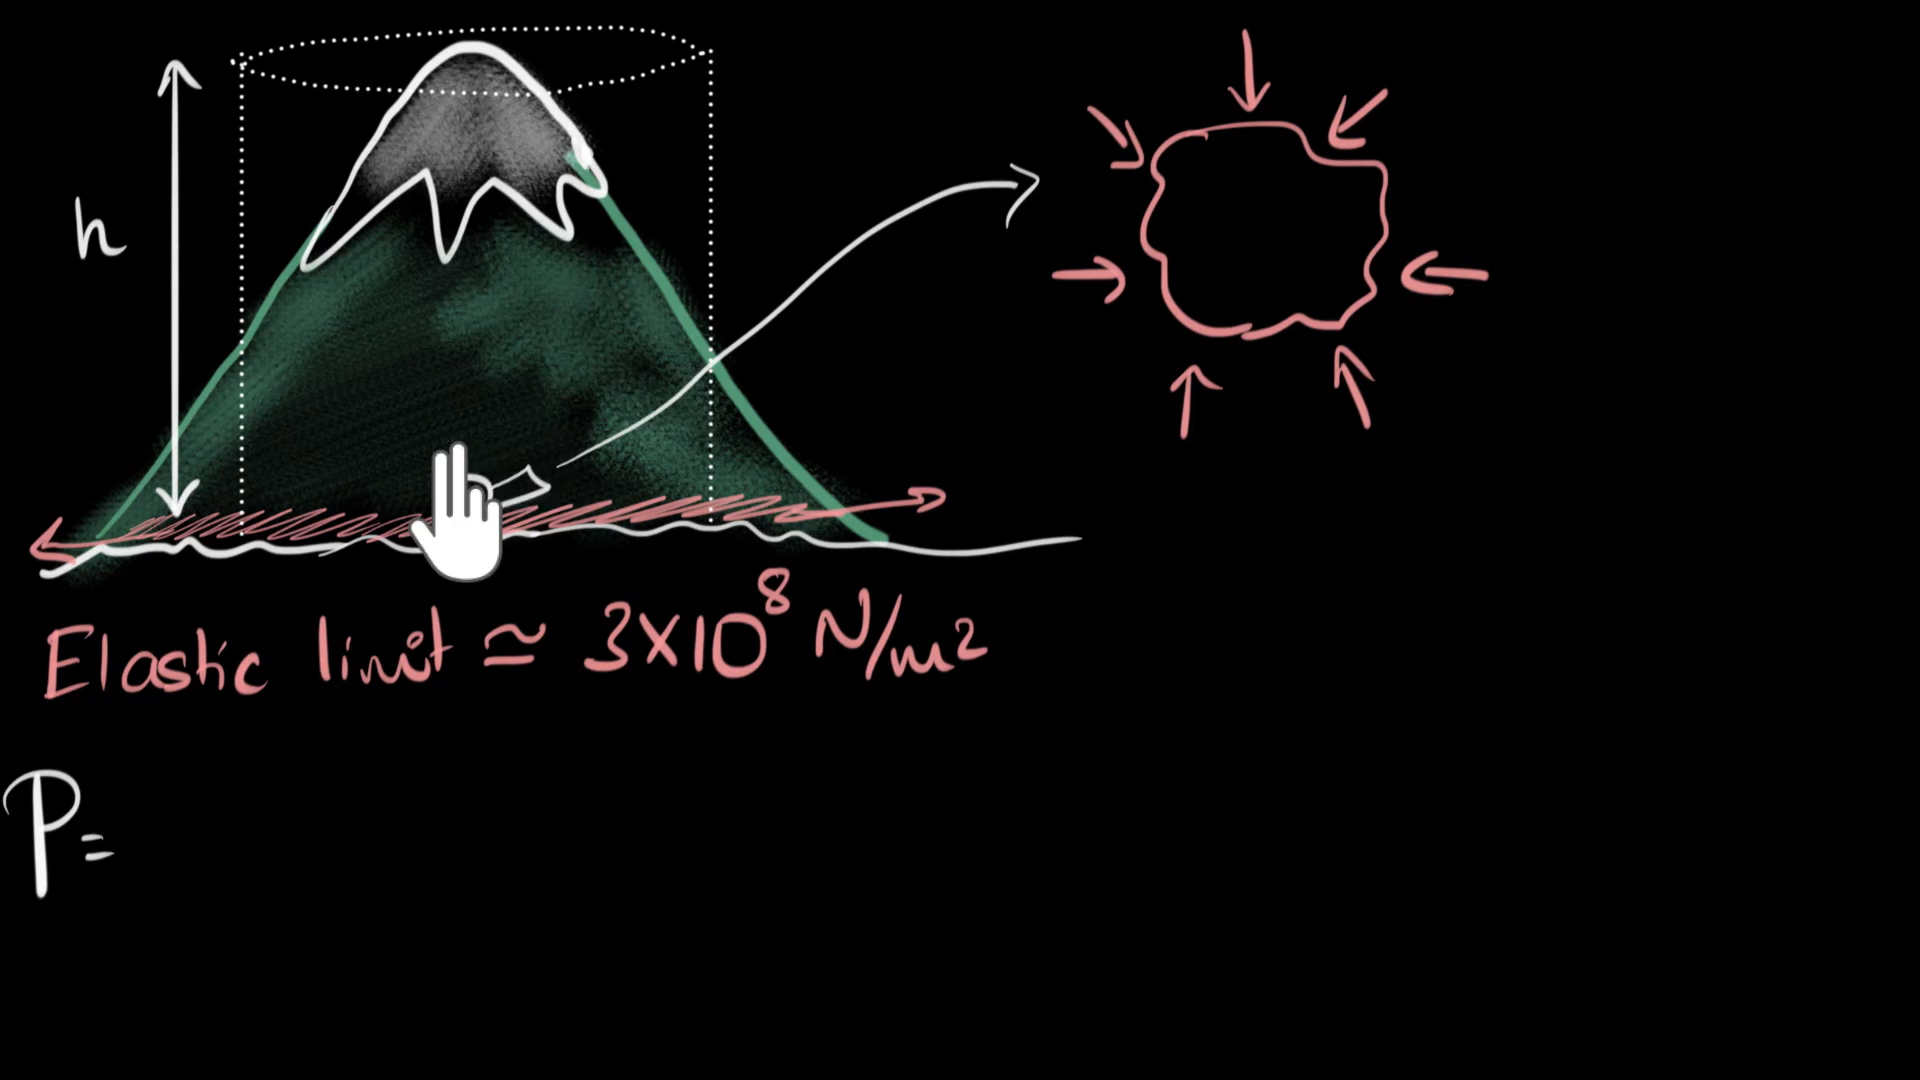 h
Elastic limit ≃ 3×10⁸ N/m²
P=